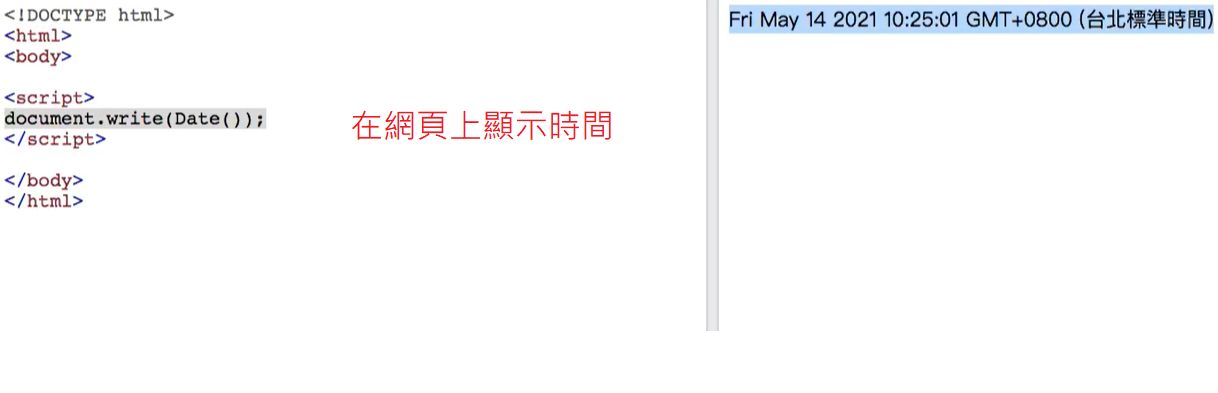 <!DOCTYPE html>
<html>
<body>
<script>
document.write(Date());
</script>
</body>
</html>
在網頁上顯示時間
Fri May 14 2021 10:25:01 GMT+0800 (台北標準時間)